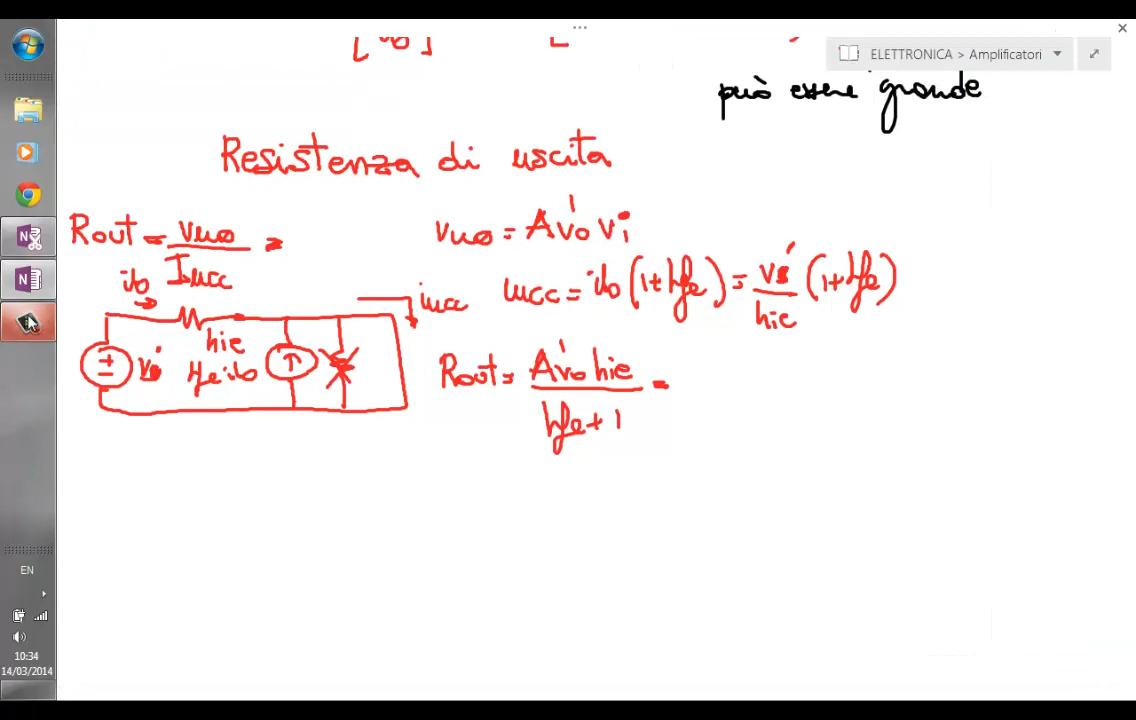 ELETTRONICA > Amplificatori
può essere grande
Resistenza di uscita
Rout = vuo / Iucc =
vuo = A'vo vi
iucc = ib (1+hfe) = vi / hie (1+hfe)
ib
iucc
hie
vi
hfe ib
Rout = A'vo hie / hfe + 1 =
EN
10:34
14/03/2014